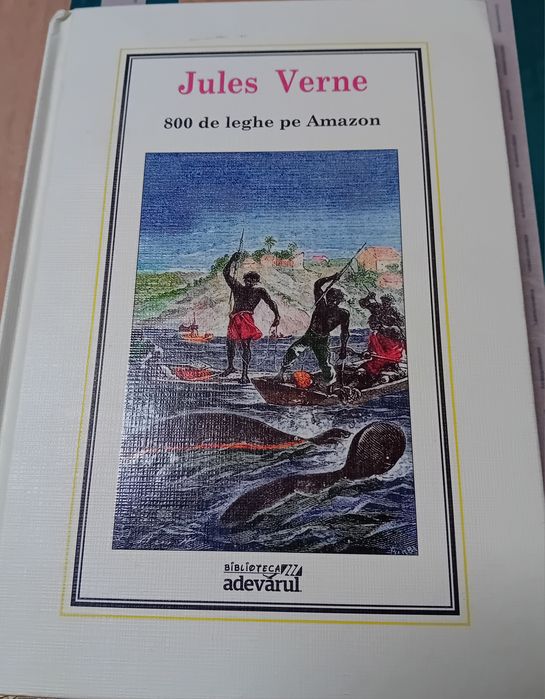 Jules Verne
800 de leghe pe Amazon
BIBLIOTECA
adevărul